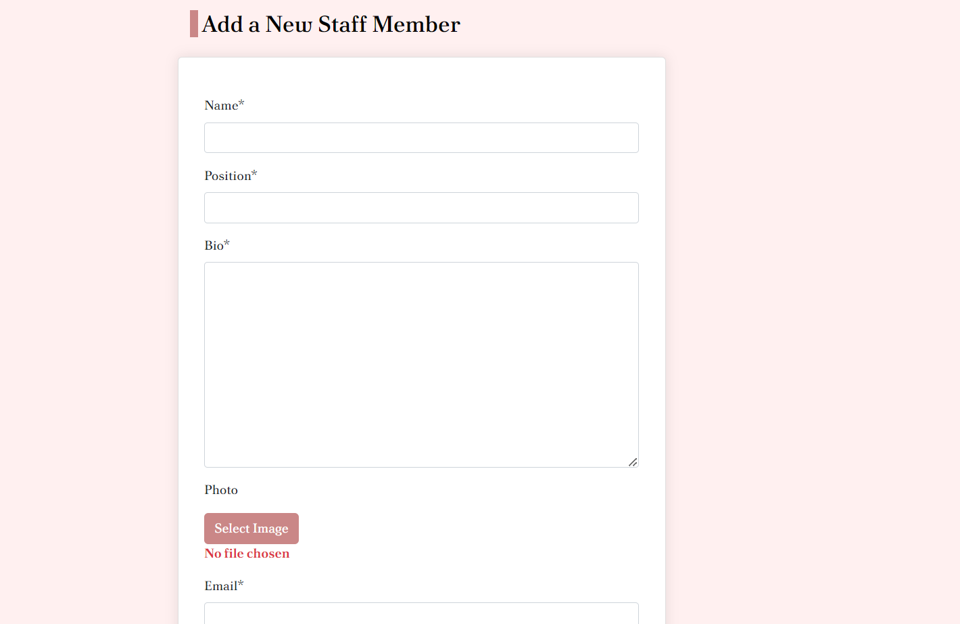 Add a New Staff Member
Name*
Position*
Bio*
Photo
Select Image
No file chosen
Email*